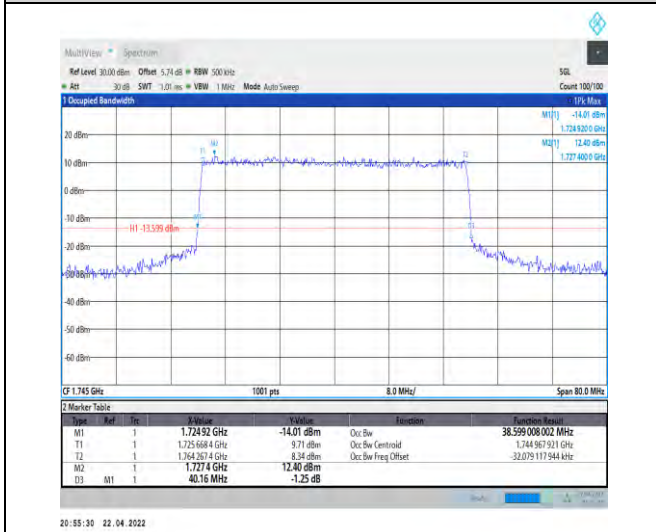 MultiView Spectrum
Ref Level 30.00 dBm Offset 5.74 dB RBW 500 kHz SGL
Att 30 dB SWT 1.01 ms VBW 1 MHz Mode Auto Sweep Count 100/100
1 Occupied Bandwidth 1Pk Max
M1[1] -14.01 dBm
1.724 920 0 GHz
M2[1] 12.40 dBm
1.727 400 0 GHz
20 dBm
M2
T1 T2
10 dBm
0 dBm
-10 dBm
M1
H1 -13.599 dBm
D3
-20 dBm
-30 dBm
-40 dBm
-50 dBm
-60 dBm
CF 1.745 GHz 1001 pts 8.0 MHz/ Span 80.0 MHz
2 Marker Table
Type Ref Trc X-Value Y-Value Function Function Result
M1 1 1.724 92 GHz -14.01 dBm Occ Bw 38.599 008 002 MHz
T1 1 1.725 668 4 GHz 9.71 dBm Occ Bw Centroid 1.744 967 921 GHz
T2 1 1.764 267 4 GHz 8.34 dBm Occ Bw Freq Offset -32.079 117 944 kHz
M2 1 1.727 4 GHz 12.40 dBm
D3 M1 1 40.16 MHz -1.25 dB
20:55:30 22.04.2022